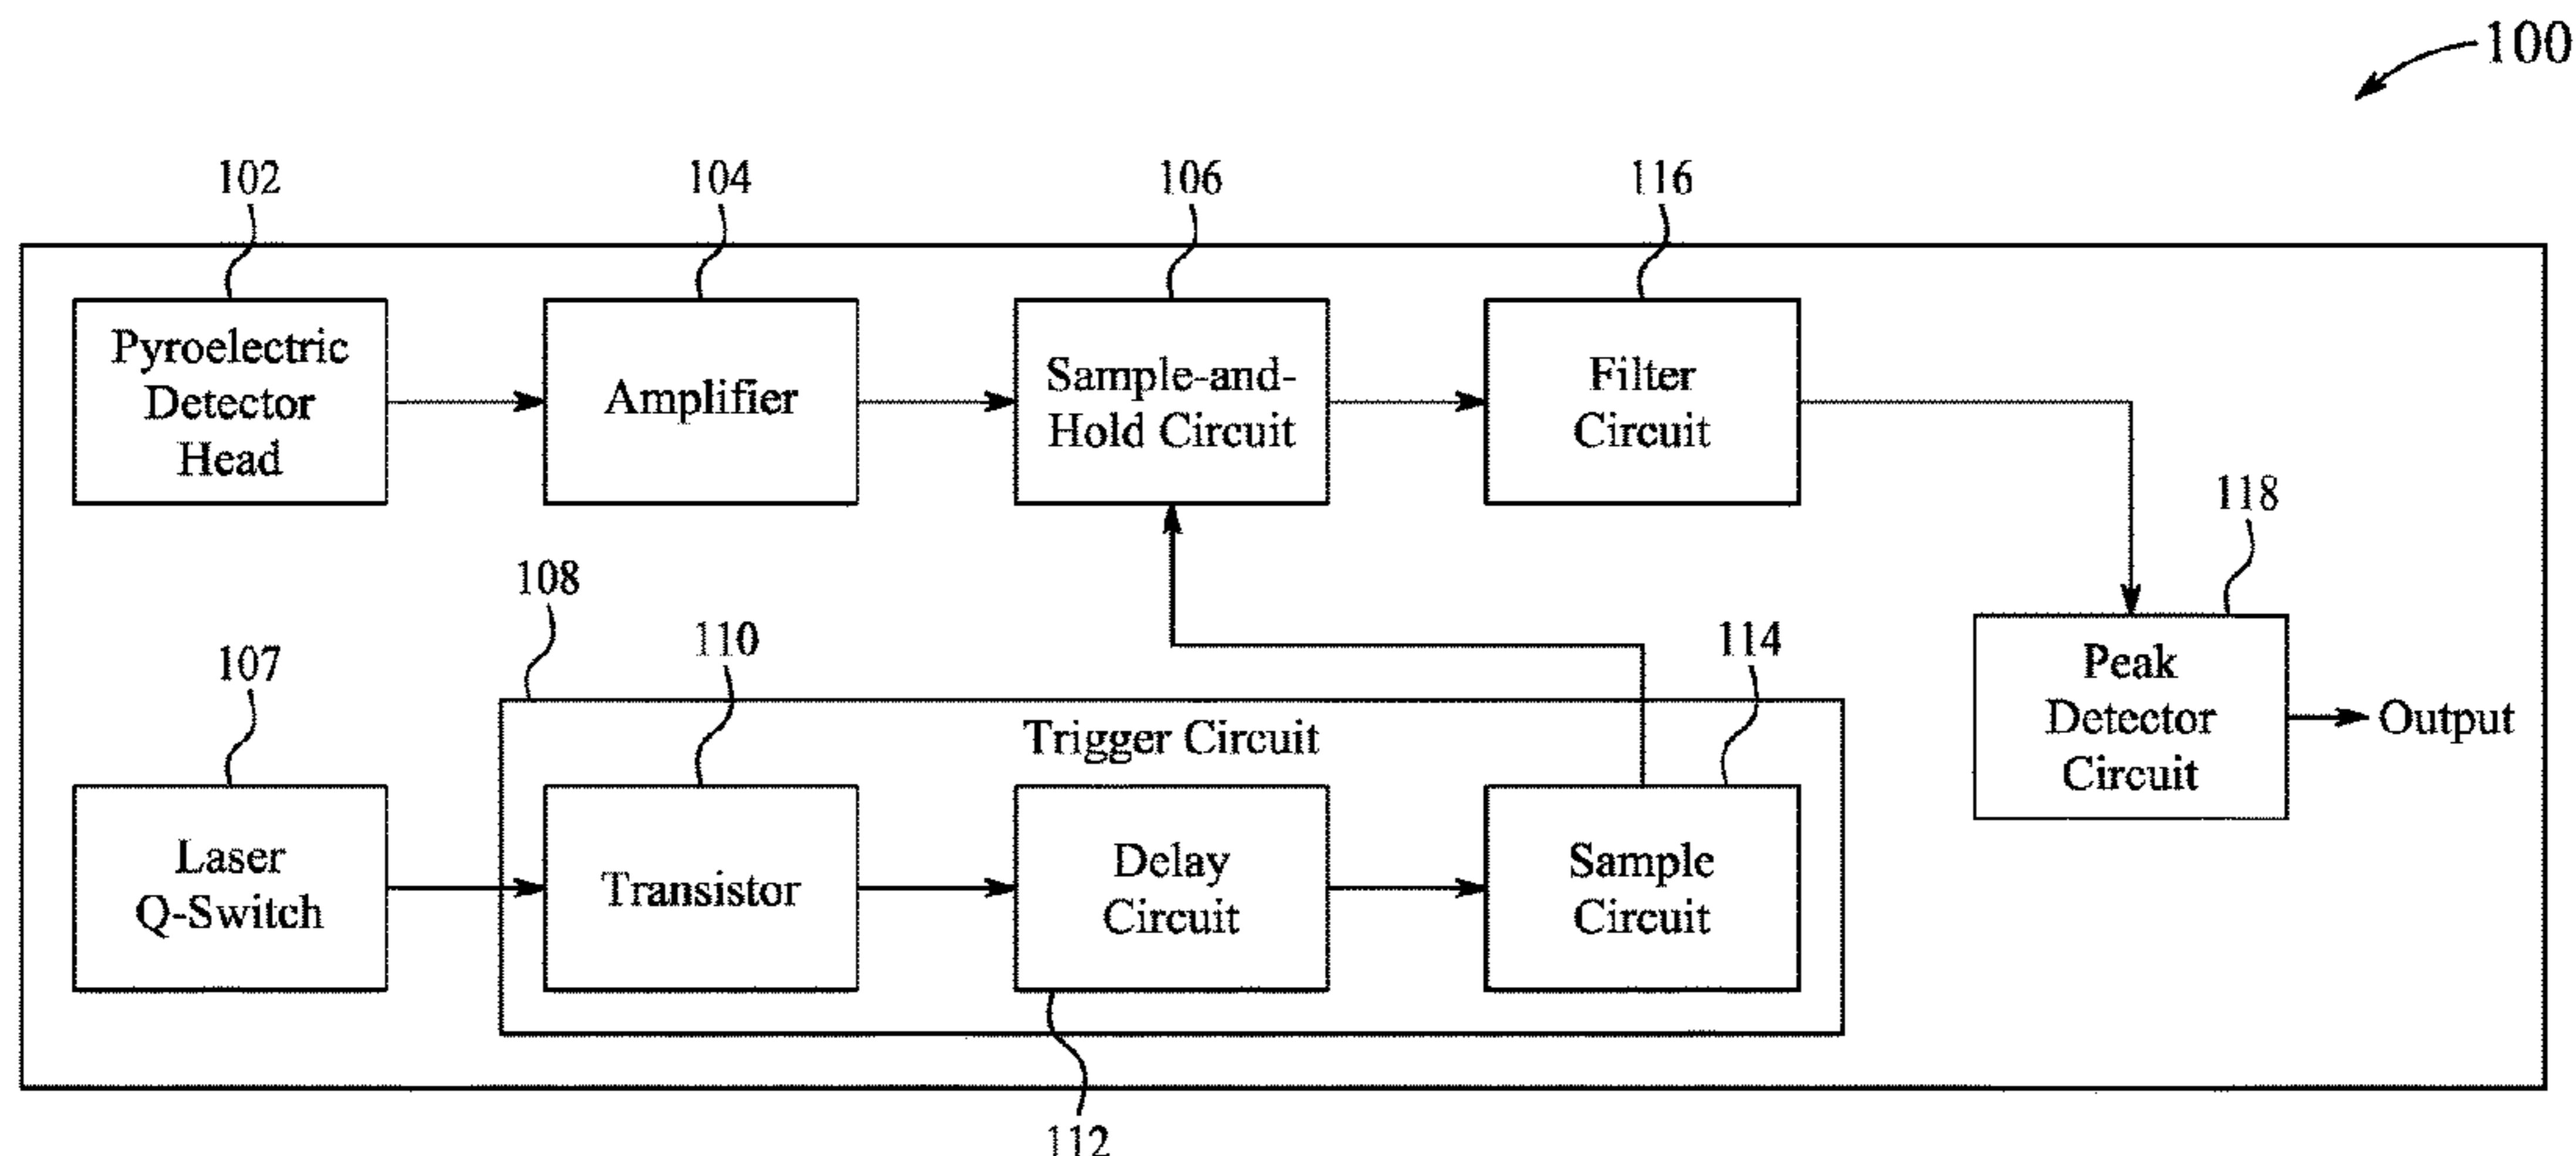 100
102
104
106
116
Pyroelectric
Detector
Head
Amplifier
Sample-and-
Hold Circuit
Filter
Circuit
118
Peak
Detector
Circuit
Output
108
107
110
114
Trigger Circuit
Laser
Q-Switch
Transistor
Delay
Circuit
Sample
Circuit
112